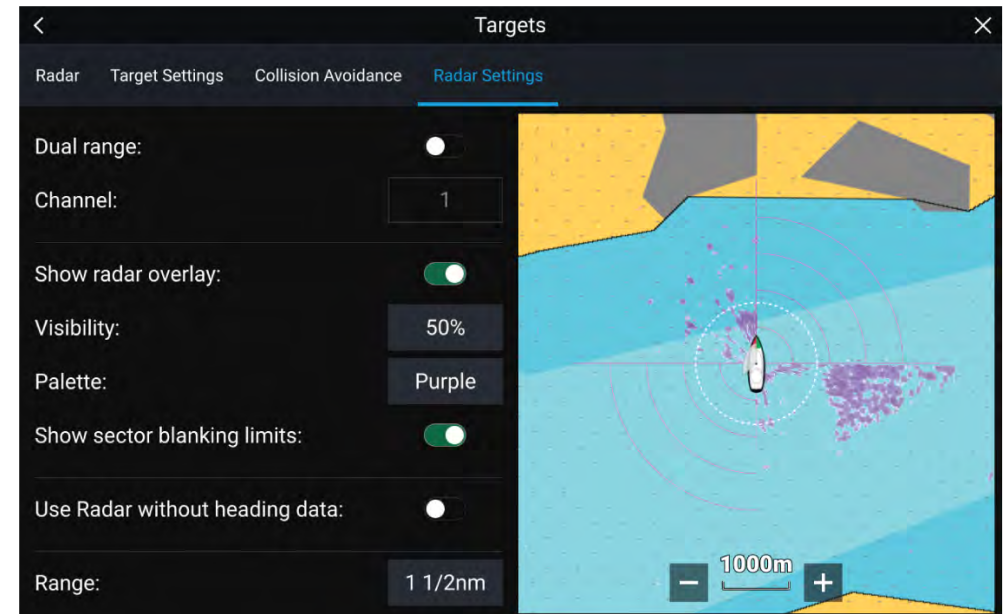 Targets
Radar Target Settings Collision Avoidance Radar Settings
Dual range:
Channel: 1
Show radar overlay:
Visibility: 50%
Palette: Purple
Show sector blanking limits:
Use Radar without heading data:
Range: 1 1/2nm
1000m